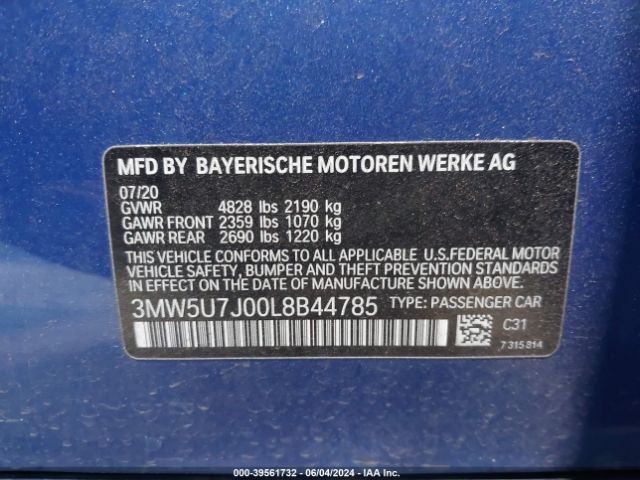 MFD BY BAYERISCHE MOTOREN WERKE AG
07/20
GVWR 4828 lbs 2190 kg
GAWR FRONT 2359 lbs 1070 kg
GAWR REAR 2690 lbs 1220 kg
THIS VEHICLE CONFORMS TO ALL APPLICABLE U.S.FEDERAL MOTOR
VEHICLE SAFETY, BUMPER AND THEFT PREVENTION STANDARDS
IN EFFECT ON THE DATE OF MANUFACTURE SHOWN ABOVE.
3MW5U7J00L8B44785 TYPE: PASSENGER CAR
C31
7 315 814
000-39561732 - 06/04/2024 - IAA Inc.